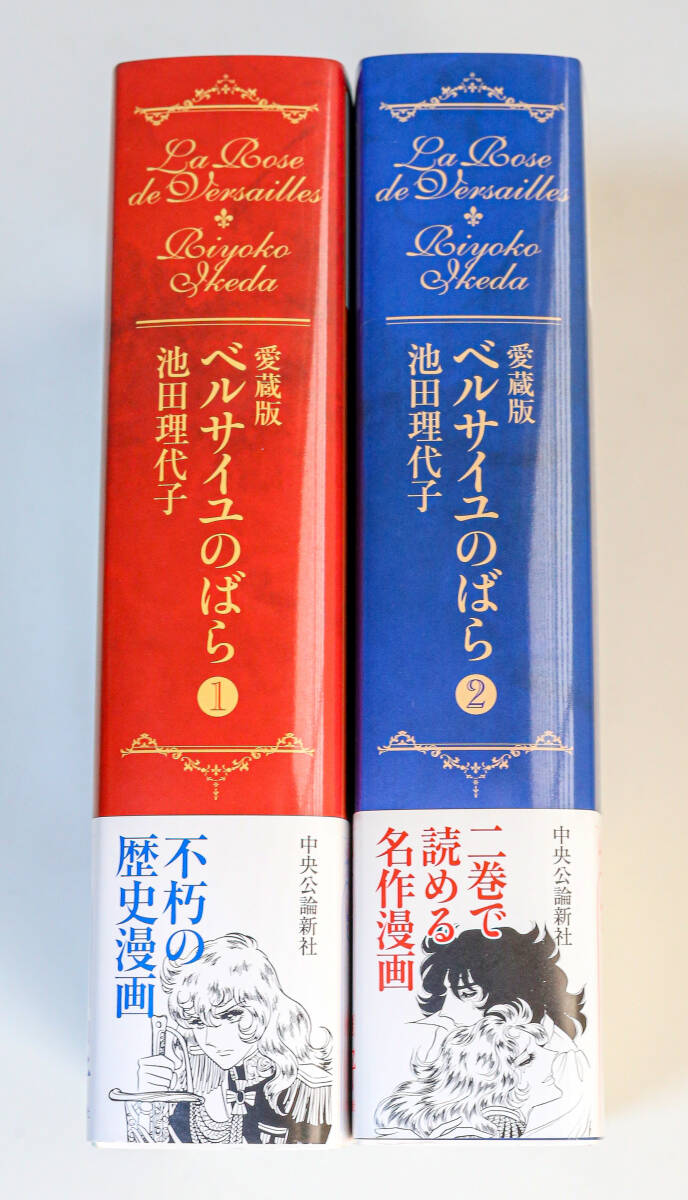 La Rose
de Vèrsailles
Riyoko
Ikeda
愛蔵版
ベルサイユのばら
池田理代子
1
中央公論新社
不朽の
歴史漫画
La Rose
de Vèrsailles
Riyoko
Ikeda
愛蔵版
ベルサイユのばら
池田理代子
2
中央公論新社
二巻で
読める
名作漫画